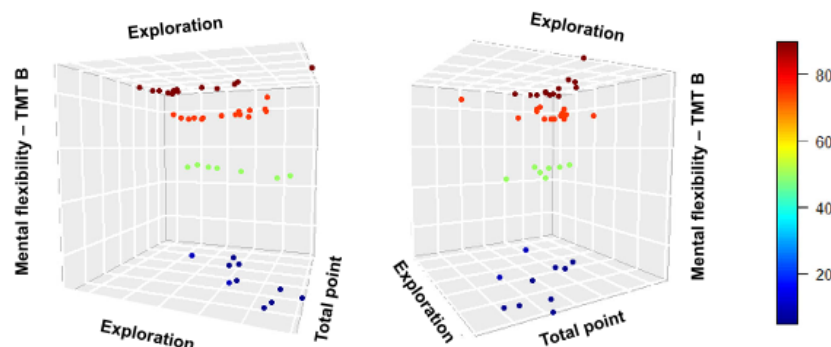 Exploration
Mental flexibility – TMT B
Exploration
Total point
Exploration
Mental flexibility – TMT B
Exploration
Total point
80
60
40
20